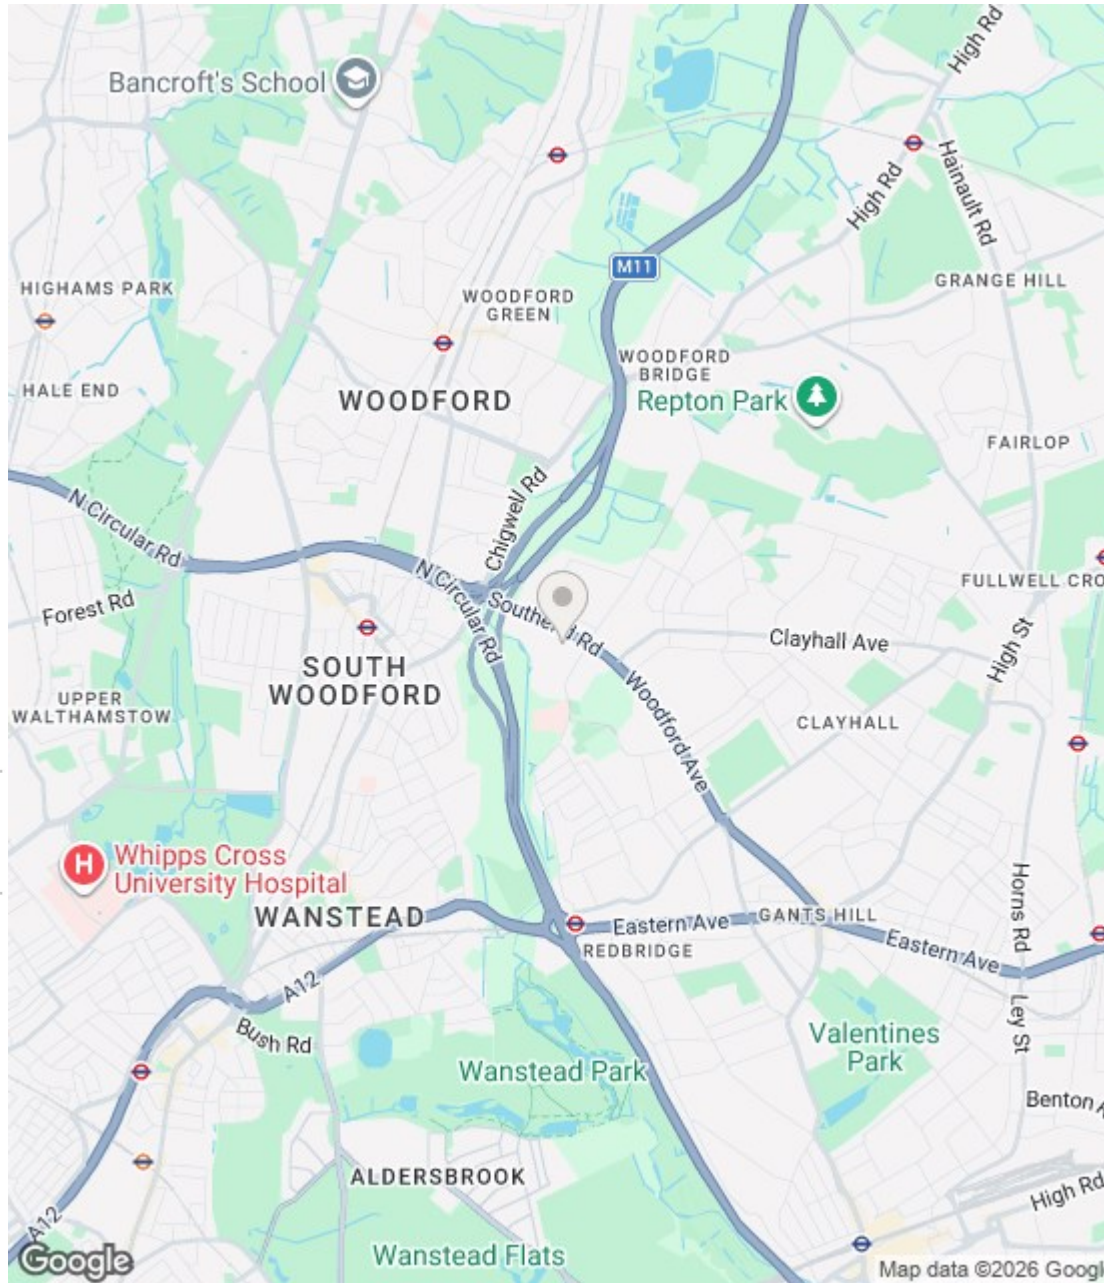 High Rd
Bancroft's School
Hainault Rd
High Rd
M11
GRANGE HILL
HIGHAMS PARK
WOODFORD
GREEN
WOODFORD
BRIDGE
HALE END
WOODFORD
Repton Park
FAIRLOP
Chigwell Rd
N Circular Rd
N Circular Rd
FULLWELL CRO
Forest Rd
Southend Rd
Clayhall Ave
High St
SOUTH
WOODFORD
UPPER
WALTHAMSTOW
Woodford Ave
CLAYHALL
H
Whipps Cross
University Hospital
Horns Rd
WANSTEAD
Eastern Ave
GANTS HILL
REDBRIDGE
Eastern Ave
A12
Ley St
Bush Rd
Valentines
Park
Wanstead Park
Benton A
ALDERSBROOK
High Rd
A12
Wanstead Flats
Google
Map data ©2026 Google